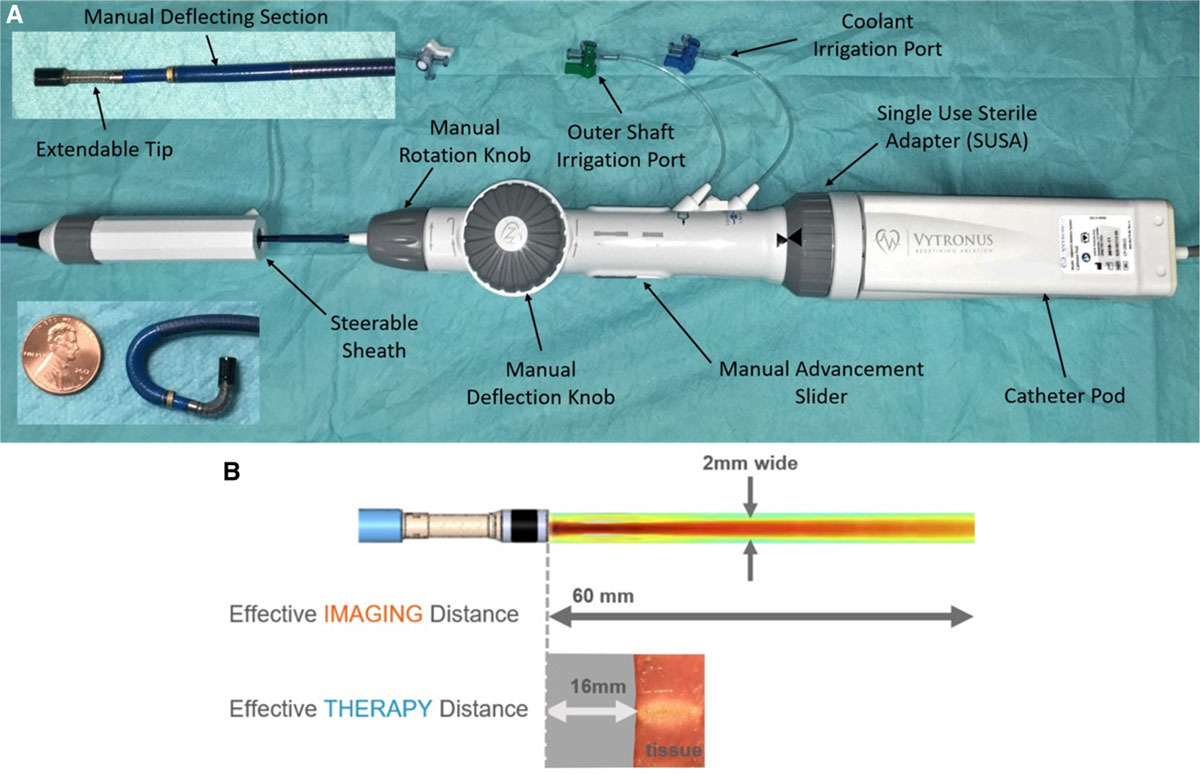 A
Manual Deflecting Section
Coolant
Irrigation Port
Extendable Tip
Manual
Rotation Knob
Outer Shaft
Irrigation Port
Single Use Sterile
Adapter (SUSA)
VYTRONUS
REDEFINING ABLATION
Steerable
Sheath
Manual
Deflection Knob
Manual Advancement
Slider
Catheter Pod
B
2mm wide
60 mm
Effective IMAGING Distance
16mm
Effective THERAPY Distance
tissue